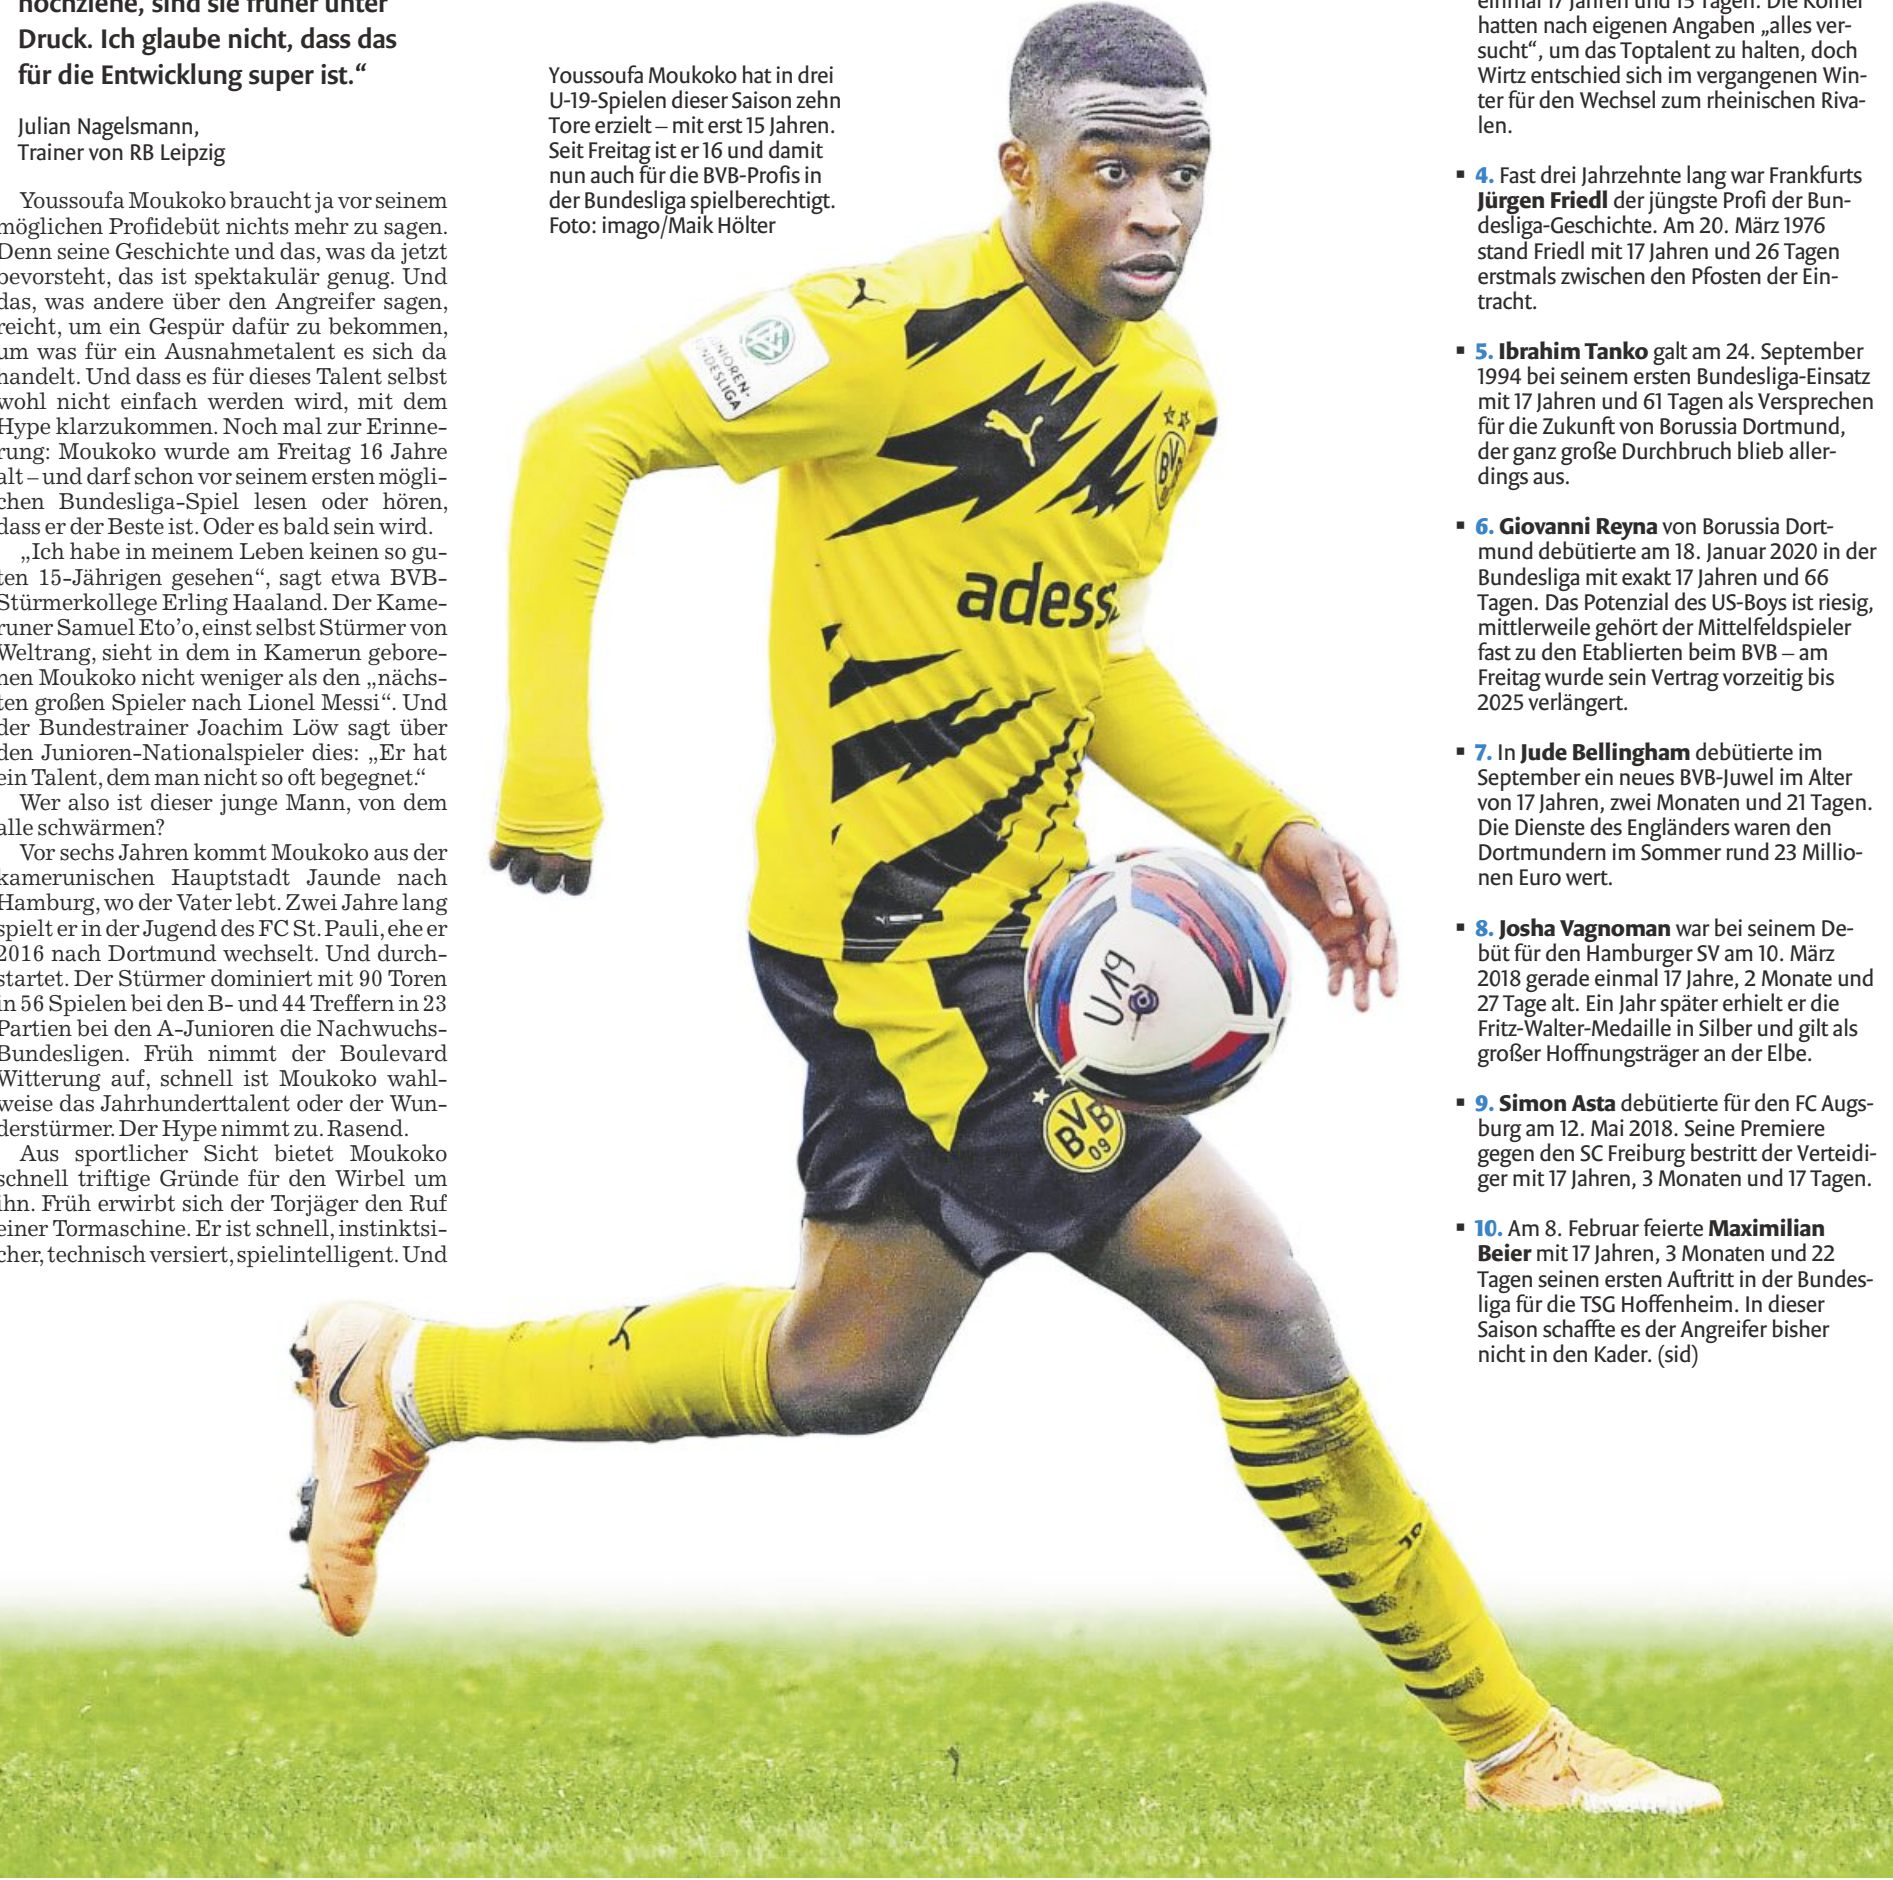 hochziehe, sind sie früher unter
Druck. Ich glaube nicht, dass das
für die Entwicklung super ist.“
Julian Nagelsmann,
Trainer von RB Leipzig
Youssoufa Moukoko braucht ja vor seinem
möglichen Profidebüt nichts mehr zu sagen.
Denn seine Geschichte und das, was da jetzt
bevorsteht, das ist spektakulär genug. Und
das, was andere über den Angreifer sagen,
reicht, um ein Gespür dafür zu bekommen,
um was für ein Ausnahmetalent es sich da
handelt. Und dass es für dieses Talent selbst
wohl nicht einfach werden wird, mit dem
Hype klarzukommen. Noch mal zur Erinne-
rung: Moukoko wurde am Freitag 16 Jahre
alt – und darf schon vor seinem ersten mögli-
chen Bundesliga-Spiel lesen oder hören,
dass er der Beste ist. Oder es bald sein wird.
„Ich habe in meinem Leben keinen so gu-
ten 15-Jährigen gesehen“, sagt etwa BVB-
Stürmerkollege Erling Haaland. Der Kame-
runer Samuel Eto’o, einst selbst Stürmer von
Weltrang, sieht in dem in Kamerun gebore-
nen Moukoko nicht weniger als den „nächs-
ten großen Spieler nach Lionel Messi“. Und
der Bundestrainer Joachim Löw sagt über
den Junioren-Nationalspieler dies: „Er hat
ein Talent, dem man nicht so oft begegnet.“
Wer also ist dieser junge Mann, von dem
alle schwärmen?
Vor sechs Jahren kommt Moukoko aus der
kamerunischen Hauptstadt Jaunde nach
Hamburg, wo der Vater lebt. Zwei Jahre lang
spielt er in der Jugend des FC St. Pauli, ehe er
2016 nach Dortmund wechselt. Und durch-
startet. Der Stürmer dominiert mit 90 Toren
in 56 Spielen bei den B- und 44 Treffern in 23
Partien bei den A-Junioren die Nachwuchs-
Bundesligen. Früh nimmt der Boulevard
Witterung auf, schnell ist Moukoko wahl-
weise das Jahrhunderttalent oder der Wun-
derstürmer. Der Hype nimmt zu. Rasend.
Aus sportlicher Sicht bietet Moukoko
schnell triftige Gründe für den Wirbel um
ihn. Früh erwirbt sich der Torjäger den Ruf
einer Tormaschine. Er ist schnell, instinktsi-
cher, technisch versiert, spielintelligent. Und
Youssoufa Moukoko hat in drei
U-19-Spielen dieser Saison zehn
Tore erzielt – mit erst 15 Jahren.
Seit Freitag ist er 16 und damit
nun auch für die BVB-Profis in
der Bundesliga spielberechtigt.
Foto: imago/Maik Hölter
JUNIOREN-
BUNDESLIGA
BVB
adess
U19
BVB
09
einmal 17 Jahren und 15 Tagen. Die Kölner
hatten nach eigenen Angaben „alles ver-
sucht“, um das Toptalent zu halten, doch
Wirtz entschied sich im vergangenen Win-
ter für den Wechsel zum rheinischen Riva-
len.
▪ 4. Fast drei Jahrzehnte lang war Frankfurts
Jürgen Friedl der jüngste Profi der Bun-
desliga-Geschichte. Am 20. März 1976
stand Friedl mit 17 Jahren und 26 Tagen
erstmals zwischen den Pfosten der Ein-
tracht.
▪ 5. Ibrahim Tanko galt am 24. September
1994 bei seinem ersten Bundesliga-Einsatz
mit 17 Jahren und 61 Tagen als Versprechen
für die Zukunft von Borussia Dortmund,
der ganz große Durchbruch blieb aller-
dings aus.
▪ 6. Giovanni Reyna von Borussia Dort-
mund debütierte am 18. Januar 2020 in der
Bundesliga mit exakt 17 Jahren und 66
Tagen. Das Potenzial des US-Boys ist riesig,
mittlerweile gehört der Mittelfeldspieler
fast zu den Etablierten beim BVB – am
Freitag wurde sein Vertrag vorzeitig bis
2025 verlängert.
▪ 7. In Jude Bellingham debütierte im
September ein neues BVB-Juwel im Alter
von 17 Jahren, zwei Monaten und 21 Tagen.
Die Dienste des Engländers waren den
Dortmundern im Sommer rund 23 Millio-
nen Euro wert.
▪ 8. Josha Vagnoman war bei seinem De-
büt für den Hamburger SV am 10. März
2018 gerade einmal 17 Jahre, 2 Monate und
27 Tage alt. Ein Jahr später erhielt er die
Fritz-Walter-Medaille in Silber und gilt als
großer Hoffnungsträger an der Elbe.
▪ 9. Simon Asta debütierte für den FC Augs-
burg am 12. Mai 2018. Seine Premiere
gegen den SC Freiburg bestritt der Verteidi-
ger mit 17 Jahren, 3 Monaten und 17 Tagen.
▪ 10. Am 8. Februar feierte Maximilian
Beier mit 17 Jahren, 3 Monaten und 22
Tagen seinen ersten Auftritt in der Bundes-
liga für die TSG Hoffenheim. In dieser
Saison schaffte es der Angreifer bisher
nicht in den Kader. (sid)